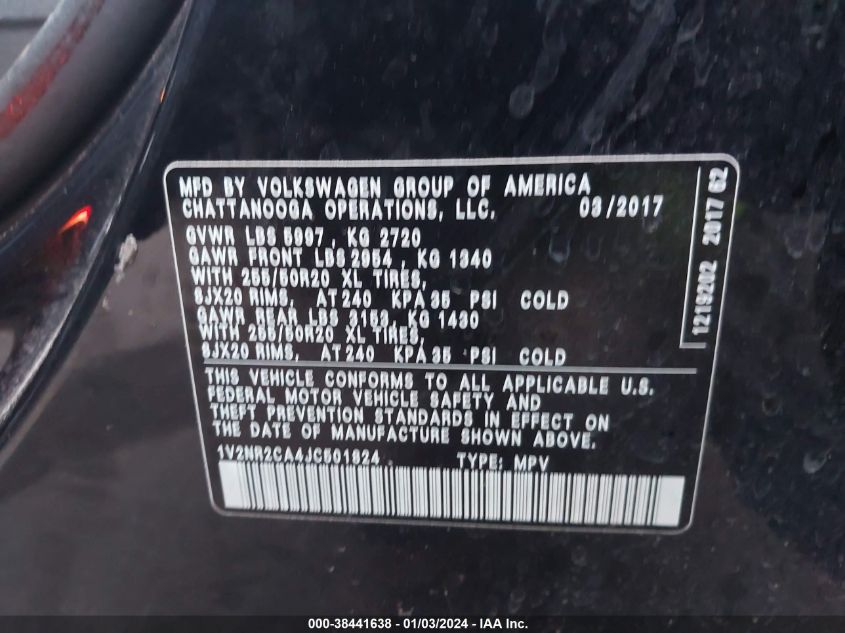 MFD BY VOLKSWAGEN GROUP OF AMERICA
CHATTANOOGA OPERATIONS, LLC. 03/2017
GVWR LBS 5997, KG 2720
GAWR FRONT LBS 2954, KG 1340
WITH 255/50R20 XL TIRES,
8JX20 RIMS, AT 240 KPA 35 PSI COLD
GAWR REAR LBS 3153, KG 1430
WITH 255/50R20 XL TIRES,
8JX20 RIMS, AT 240 KPA 35 PSI COLD
THIS VEHICLE CONFORMS TO ALL APPLICABLE U.S.
FEDERAL MOTOR VEHICLE SAFETY AND
THEFT PREVENTION STANDARDS IN EFFECT ON
THE DATE OF MANUFACTURE SHOWN ABOVE.
1V2NR2CA4JC501824 TYPE: MPV
1219202 2017 62
000-38441638 - 01/03/2024 - IAA Inc.